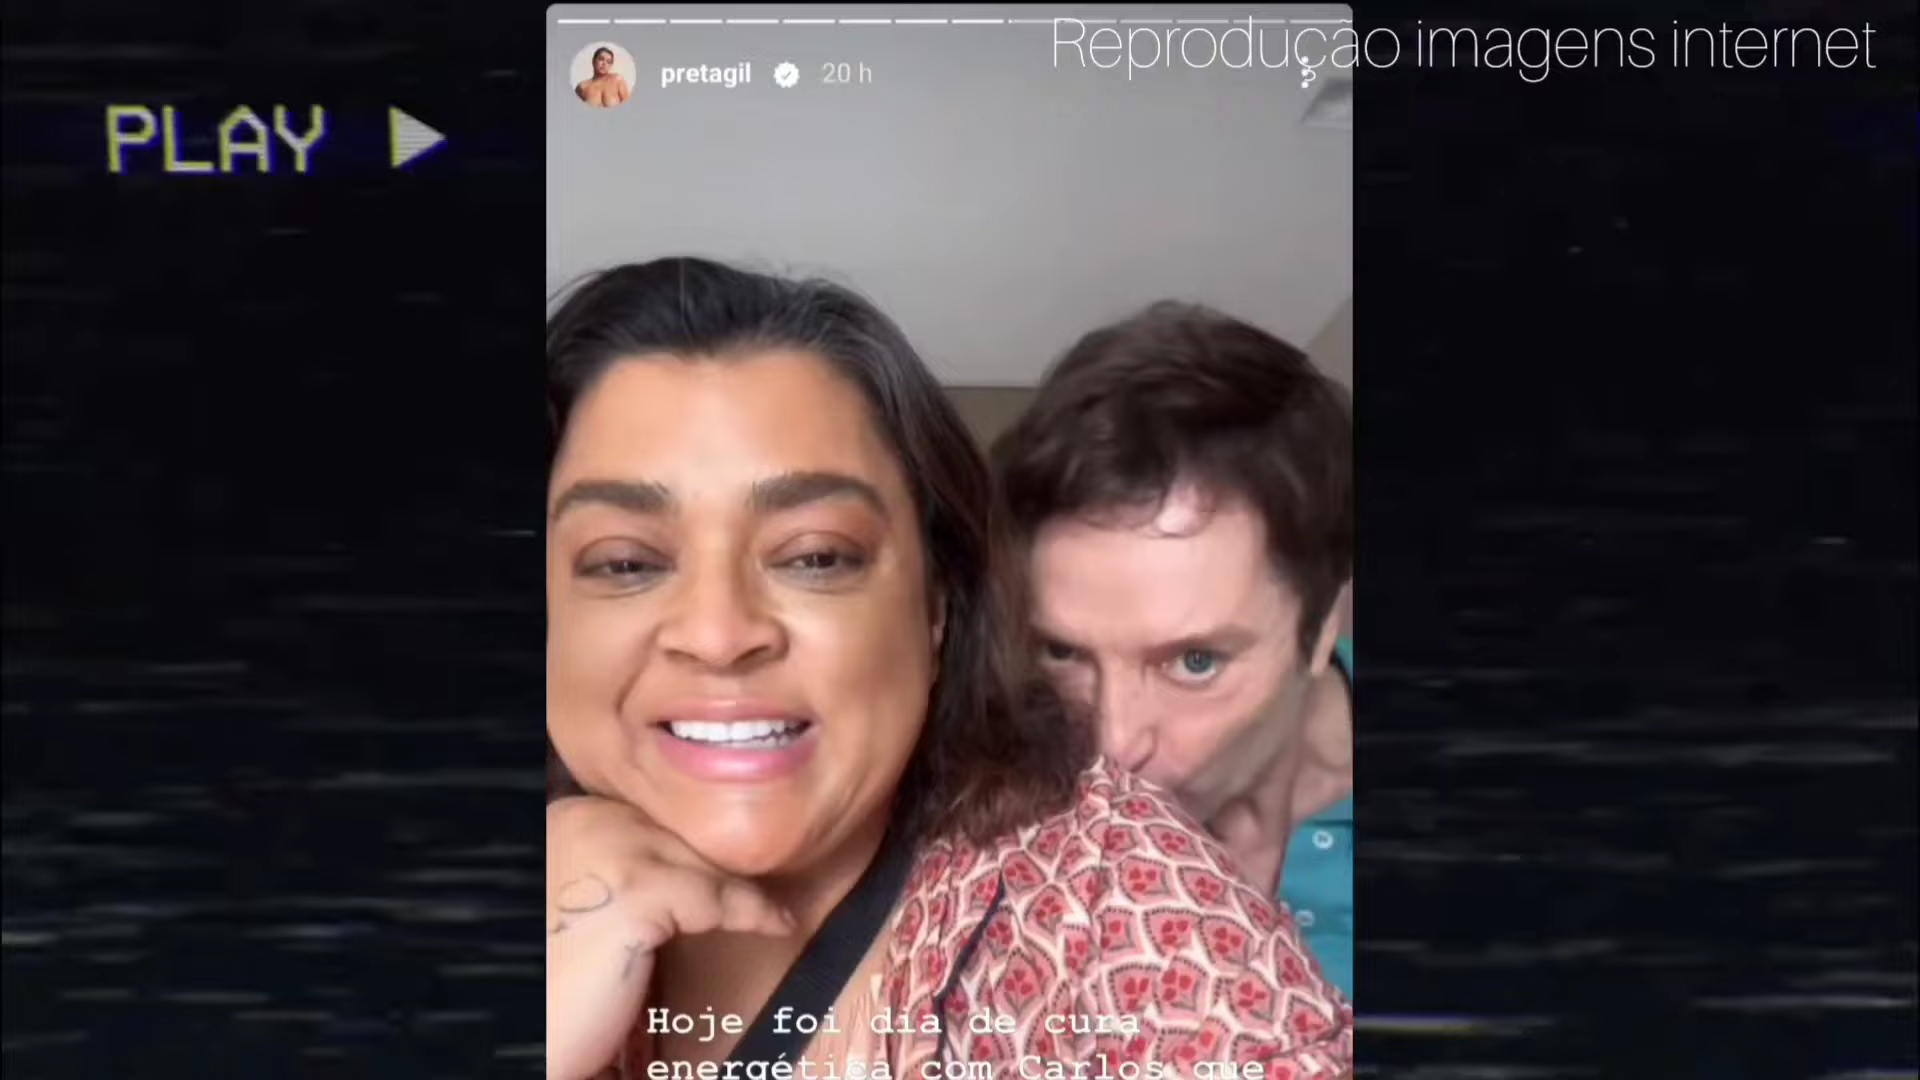 Reprodução imagens internet
pretagil 20 h
PLAY
Hoje foi dia de cura
energética com Carlos que